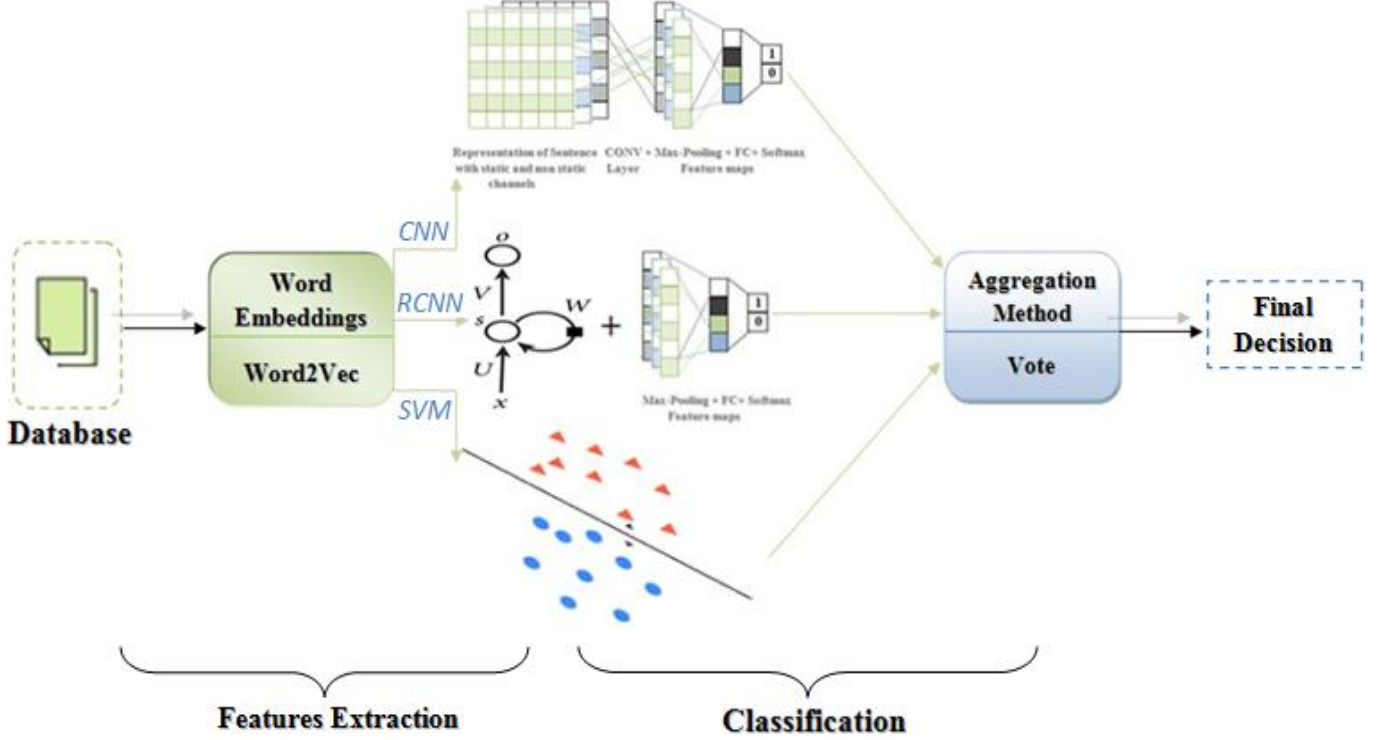 1
0
Representation of Sentence
with static and non static
channels
CONV + Max-Pooling + FC+ Softmax
Layer
Feature maps
CNN
RCNN
SVM
Database
Word
Embeddings
Word2Vec
o
V
s
W
U
x
+
1
0
Max-Pooling + FC+ Softmax
Feature maps
Aggregation
Method
Vote
Final
Decision
Features Extraction
Classification